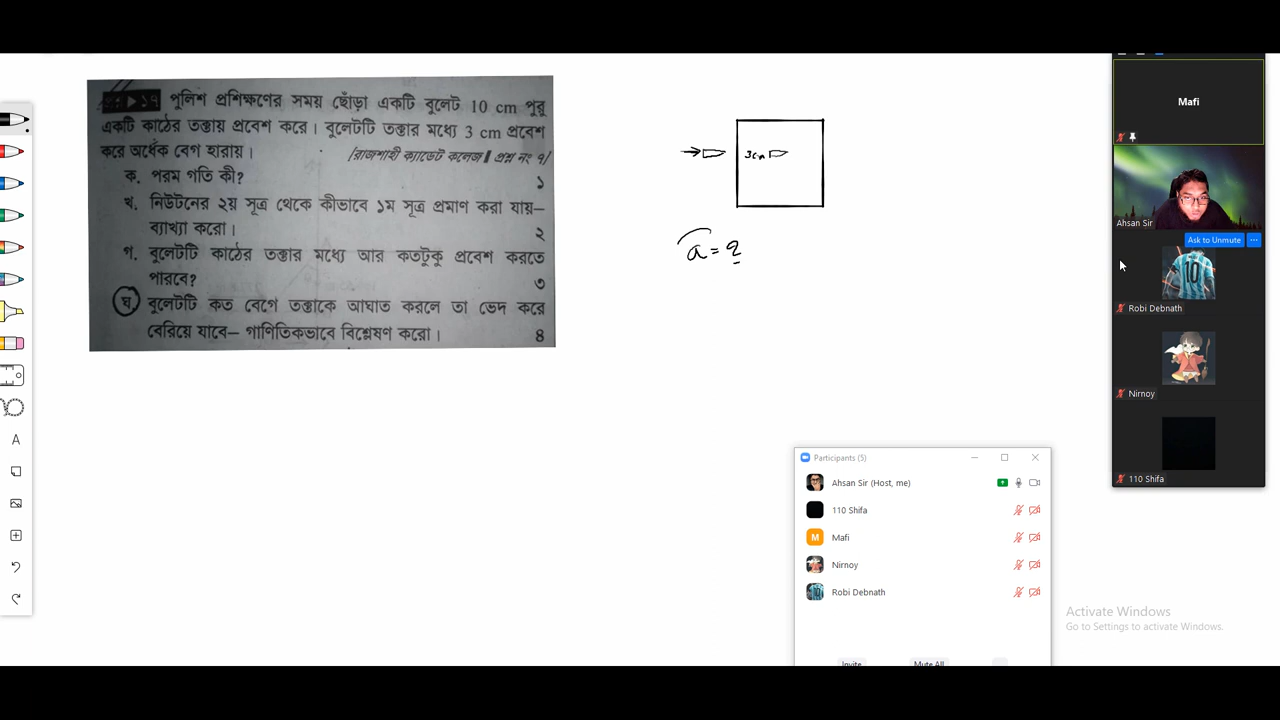 ▶ ১৭ পুলিশ প্রশিক্ষণের সময় ছোঁড়া একটি বুলেট 10 cm পুরু
একটি কাঠের তক্তায় প্রবেশ করে। বুলেটটি তক্তার মধ্যে 3 cm প্রবেশ
করে অর্ধেক বেগ হারায়। /রাজশাহী ক্যাডেট কলেজ প্রশ্ন নং ৭/
ক. পরম গতি কী? ১
খ. নিউটনের ২য় সূত্র থেকে কীভাবে ১ম সূত্র প্রমাণ করা যায়–
ব্যাখ্যা করো। ২
গ. বুলেটটি কাঠের তক্তার মধ্যে আর কতটুকু প্রবেশ করতে
পারবে? ৩
ঘ. বুলেটটি কত বেগে তক্তাকে আঘাত করলে তা ভেদ করে
বেরিয়ে যাবে– গাণিতিকভাবে বিশ্লেষণ করো। ৪
3cm
a = ?
A
Mafi
Ahsan Sir
Ask to Unmute ...
10
Robi Debnath
Nirnoy
110 Shifa
Participants (5)
Ahsan Sir (Host, me)
110 Shifa
M Mafi
Nirnoy
Robi Debnath
Invite Mute All
Activate Windows
Go to Settings to activate Windows.